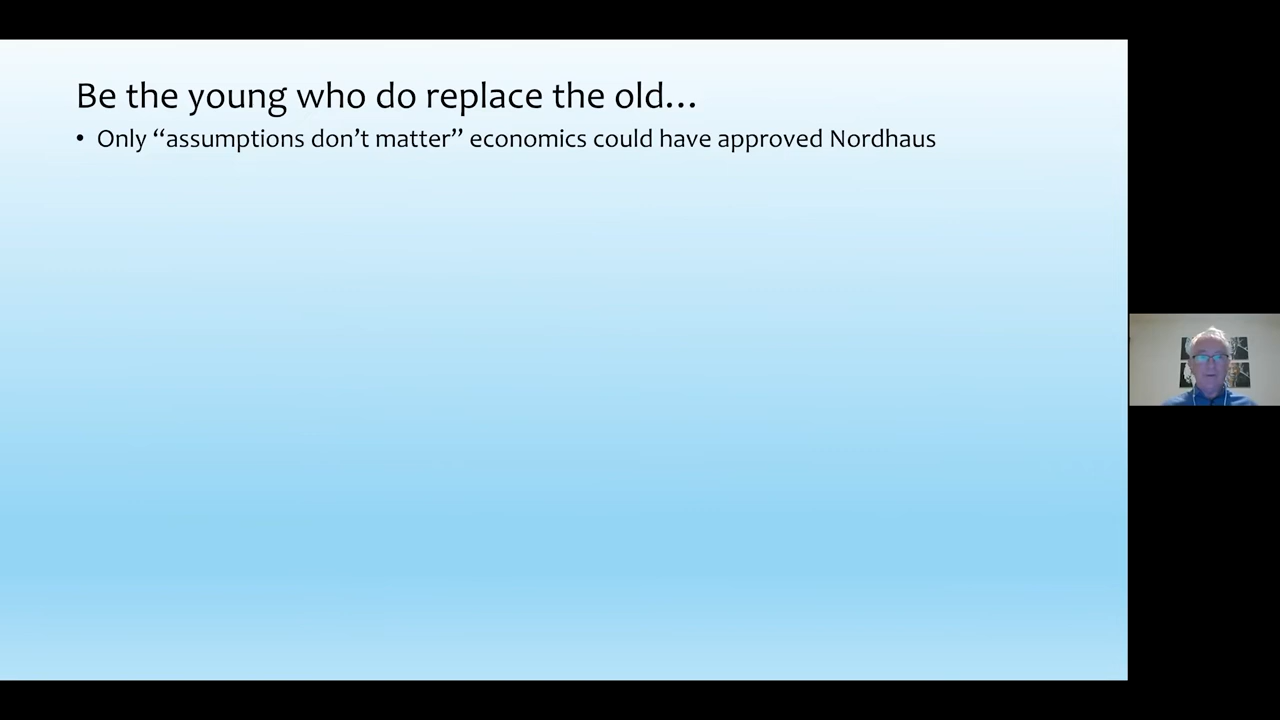 Be the young who do replace the old…
• Only “assumptions don’t matter” economics could have approved Nordhaus